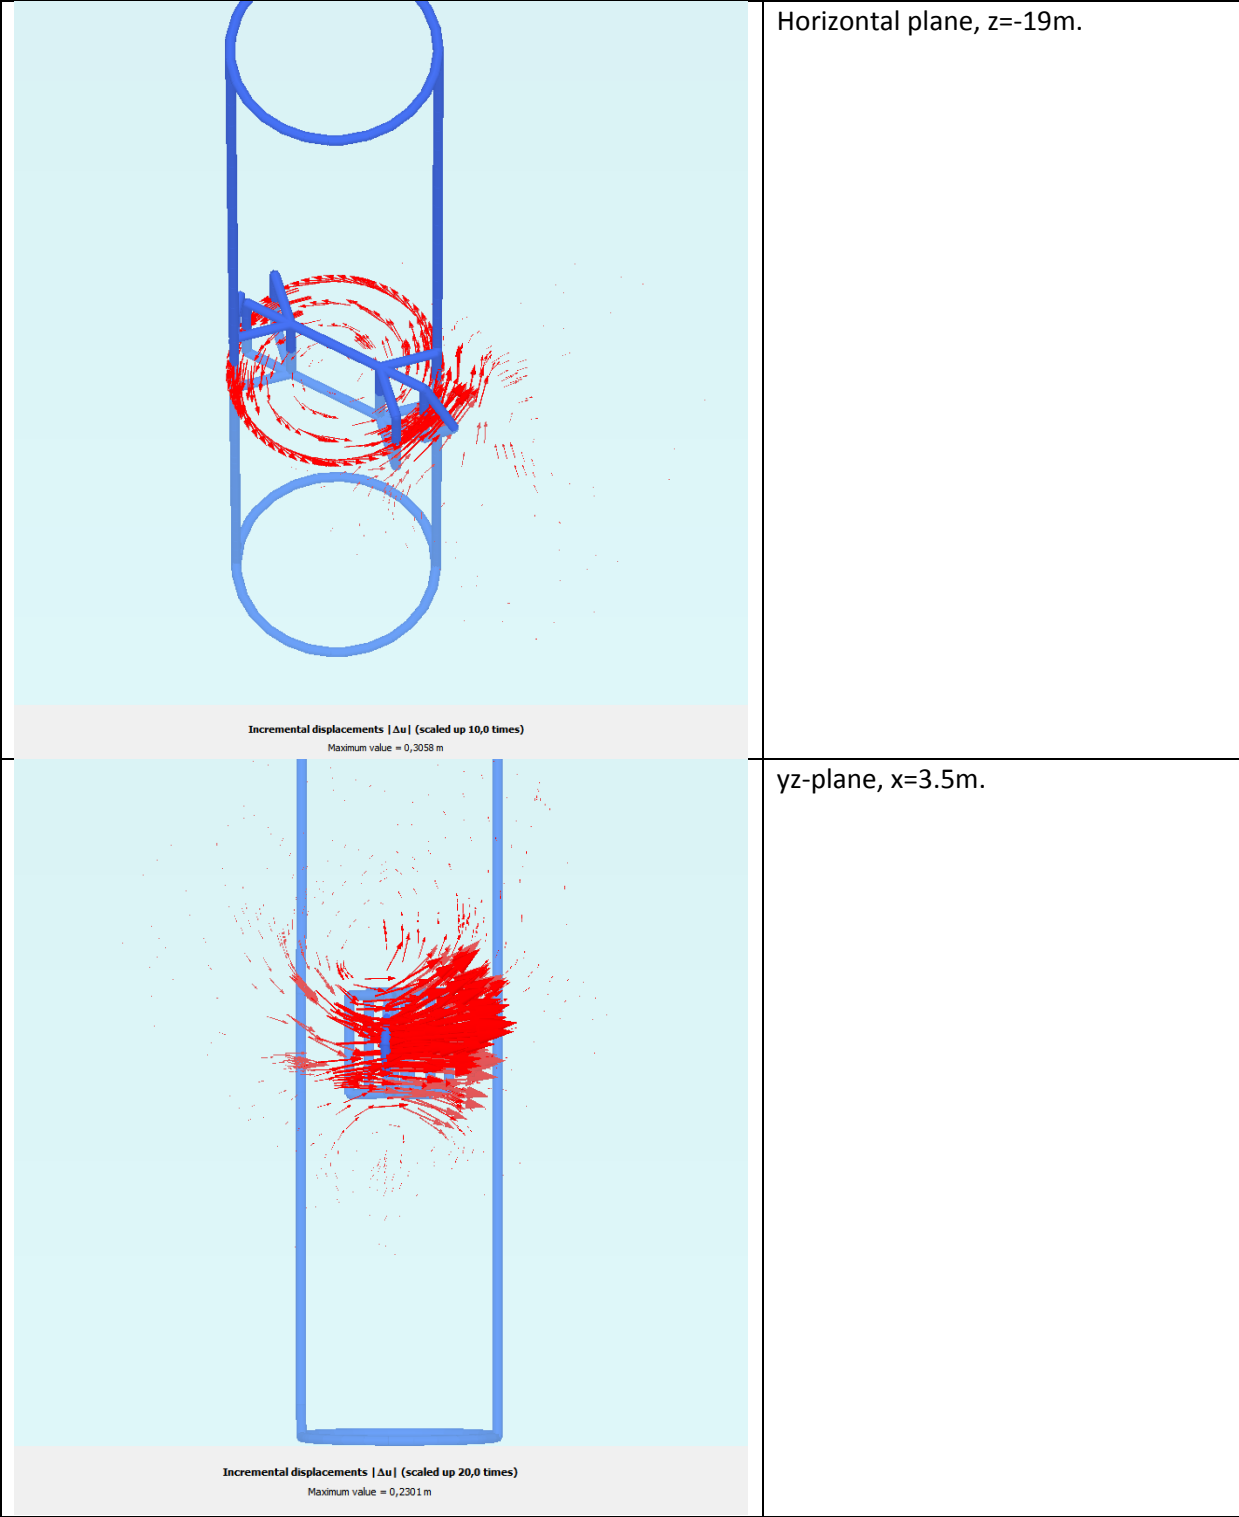 Horizontal plane, z=-19m.
Incremental displacements |Δu| (scaled up 10,0 times)
Maximum value = 0,3058 m
yz-plane, x=3.5m.
Incremental displacements |Δu| (scaled up 20,0 times)
Maximum value = 0,2301 m